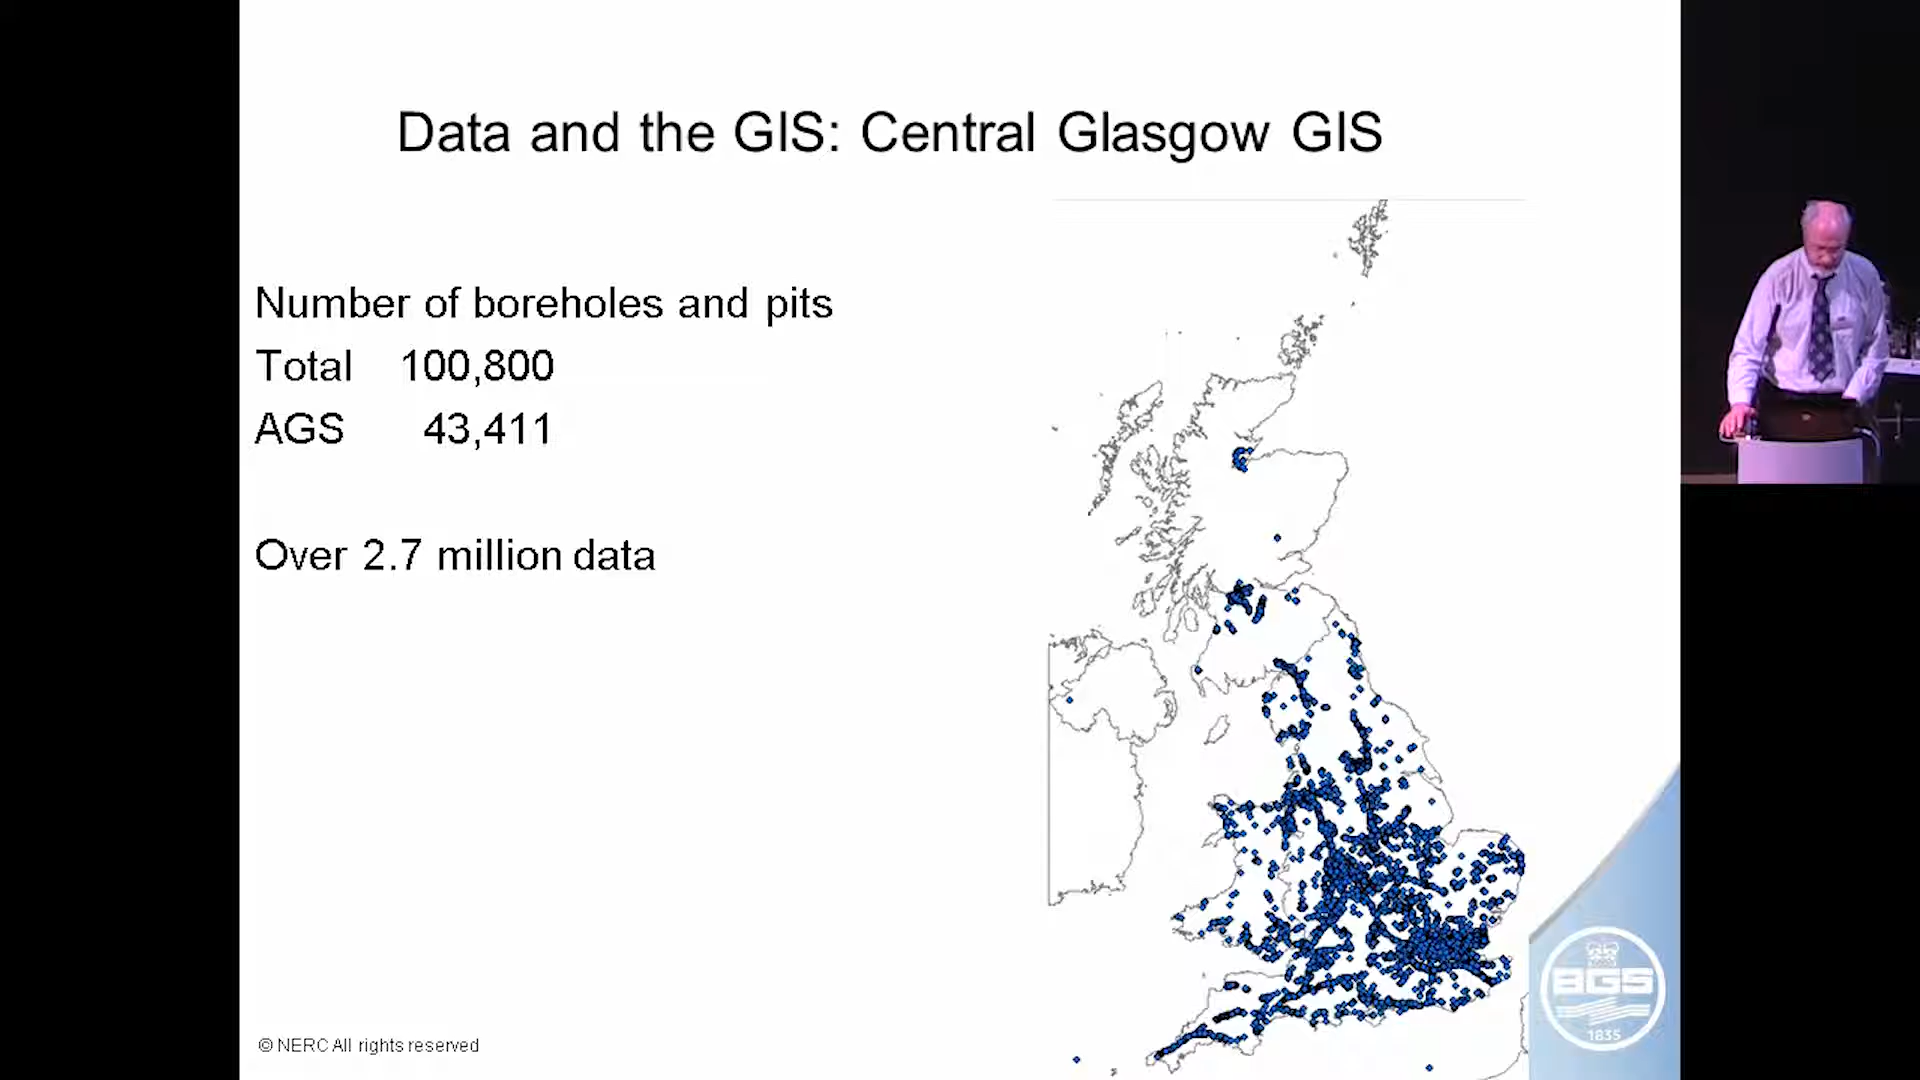 Data and the GIS: Central Glasgow GIS
Number of boreholes and pits
Total 100,800
AGS 43,411
Over 2.7 million data
© NERC All rights reserved
BGS
1835